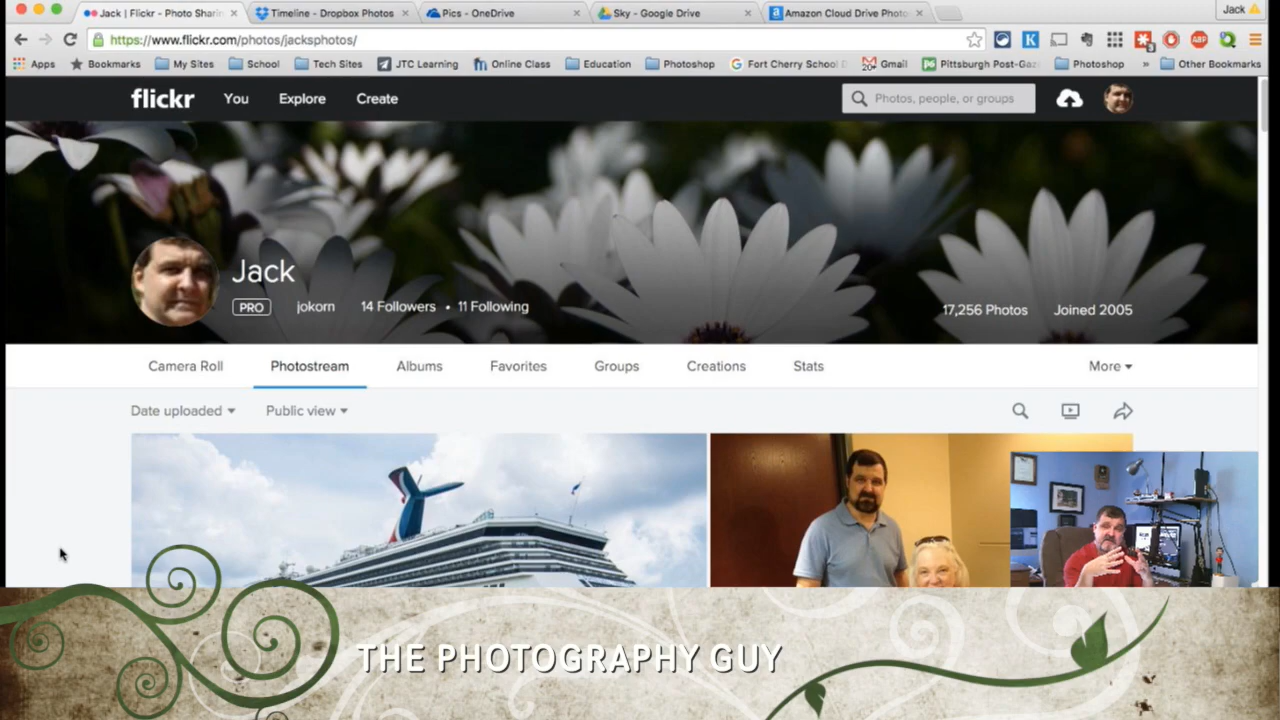 Jack | Flickr - Photo Sharin
Timeline - Dropbox Photos
Pics - OneDrive
Sky - Google Drive
Amazon Cloud Drive Photo
Jack
https://www.flickr.com/photos/jacksphotos/
Apps Bookmarks My Sites School Tech Sites JTC Learning Online Class Education Photoshop Fort Cherry School D 20+ Gmail Pittsburgh Post-Gaz Photoshop » Other Bookmarks
flickr You Explore Create Photos, people, or groups
Jack
PRO jokorn 14 Followers • 11 Following 17,256 Photos Joined 2005
Camera Roll Photostream Albums Favorites Groups Creations Stats More
Date uploaded Public view
THE PHOTOGRAPHY GUY